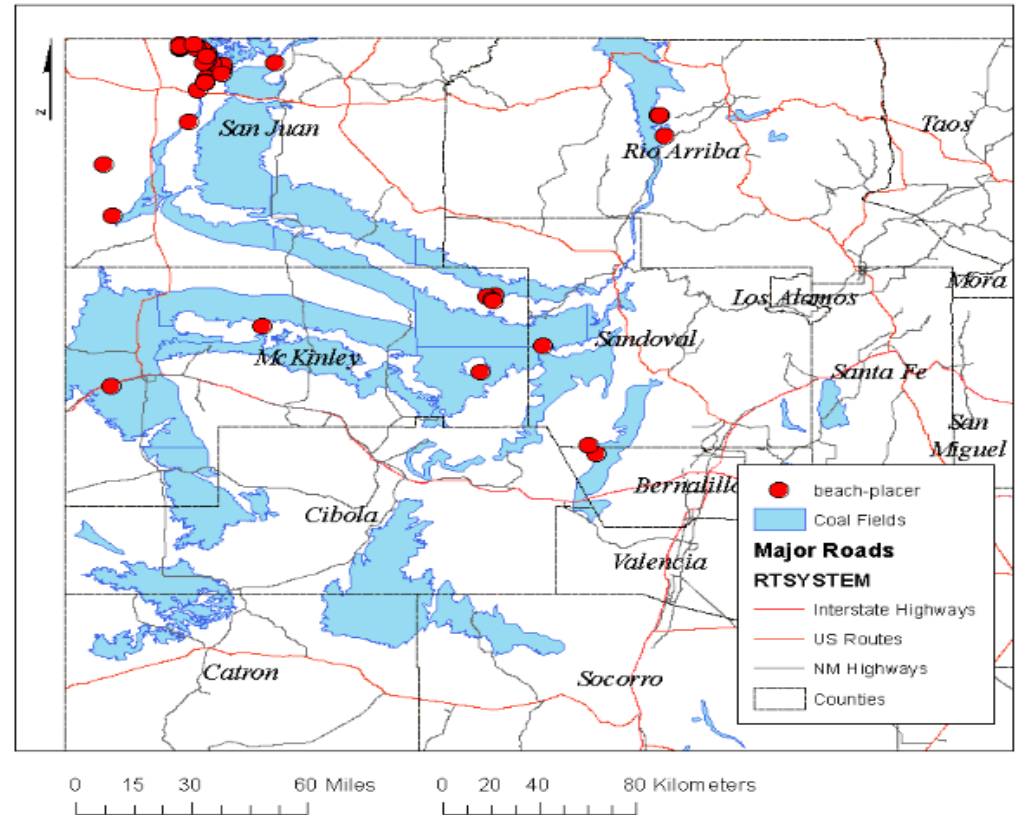 Z
San Juan
Taos
Rio Arriba
Mora
Los Alamos
Sandoval
McKinley
Santa Fe
San
Miguel
Bernalillo
Cibola
Valencia
Catron
Socorro
beach-placer
Coal Fields
Major Roads
RTSYSTEM
Interstate Highways
US Routes
NM Highways
Counties
0 15 30 60 Miles
0 20 40 80 Kilometers